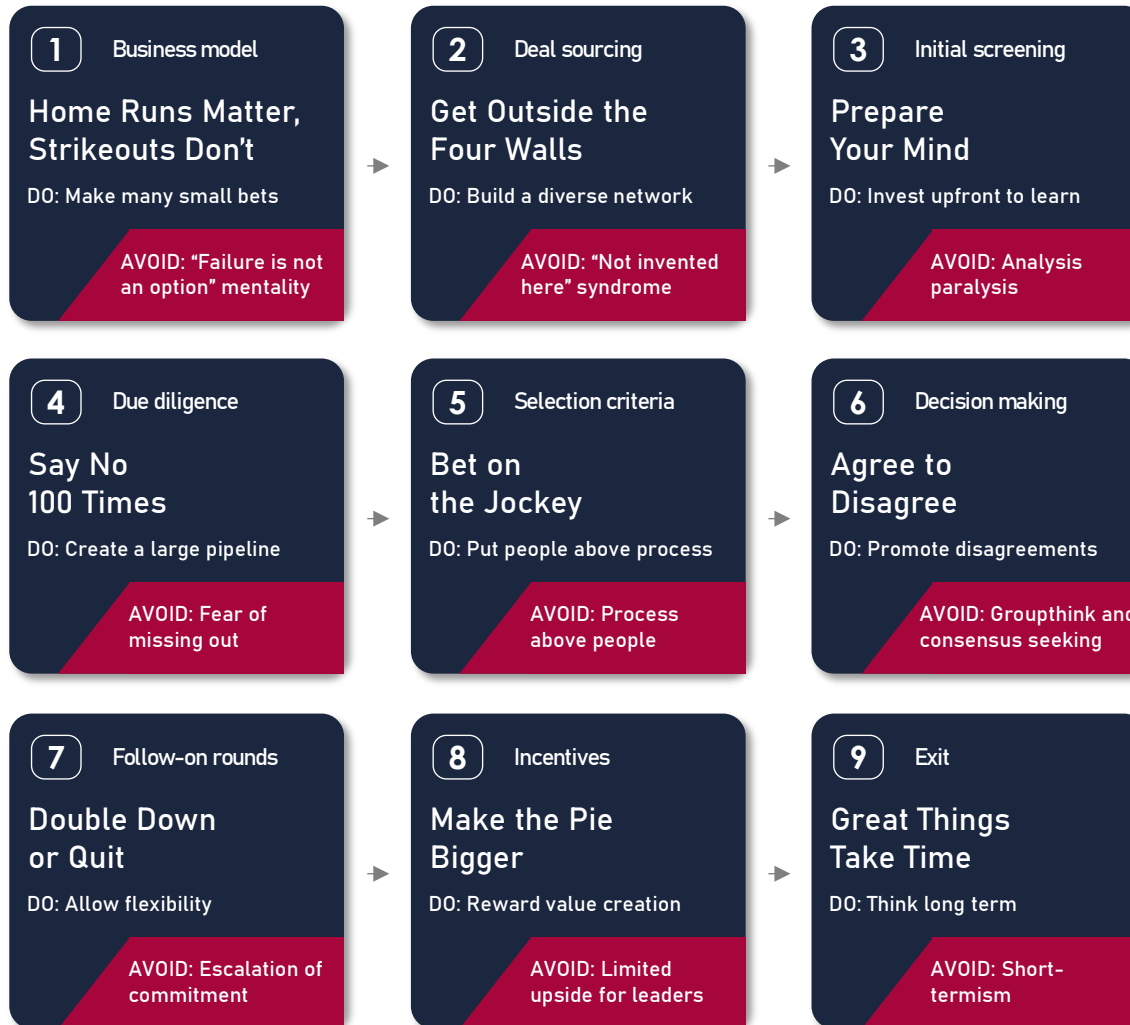 1 Business model
Home Runs Matter,
Strikeouts Don't
DO: Make many small bets
AVOID: “Failure is not
an option” mentality
2 Deal sourcing
Get Outside the
Four Walls
DO: Build a diverse network
AVOID: “Not invented
here” syndrome
3 Initial screening
Prepare
Your Mind
DO: Invest upfront to learn
AVOID: Analysis
paralysis
4 Due diligence
Say No
100 Times
DO: Create a large pipeline
AVOID: Fear of
missing out
5 Selection criteria
Bet on
the Jockey
DO: Put people above process
AVOID: Process
above people
6 Decision making
Agree to
Disagree
DO: Promote disagreements
AVOID: Groupthink and
consensus seeking
7 Follow-on rounds
Double Down
or Quit
DO: Allow flexibility
AVOID: Escalation of
commitment
8 Incentives
Make the Pie
Bigger
DO: Reward value creation
AVOID: Limited
upside for leaders
9 Exit
Great Things
Take Time
DO: Think long term
AVOID: Short-
termism